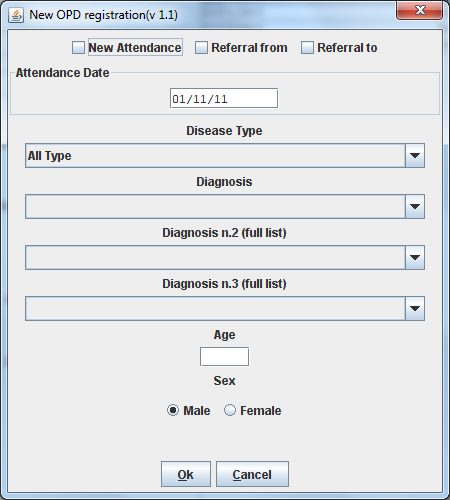 New OPD registration(v 1.1)
New Attendance Referral from Referral to
Attendance Date
01/11/11
Disease Type
All Type
Diagnosis
Diagnosis n.2 (full list)
Diagnosis n.3 (full list)
Age
Sex
Male Female
Ok Cancel